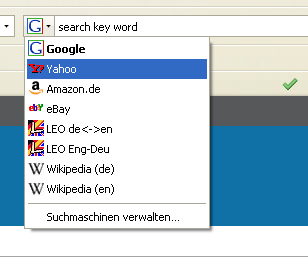 search key word
Google
Yahoo
Amazon.de
eBay
LEO de<->en
LEO Eng-Deu
Wikipedia (de)
Wikipedia (en)
Suchmaschinen verwalten...